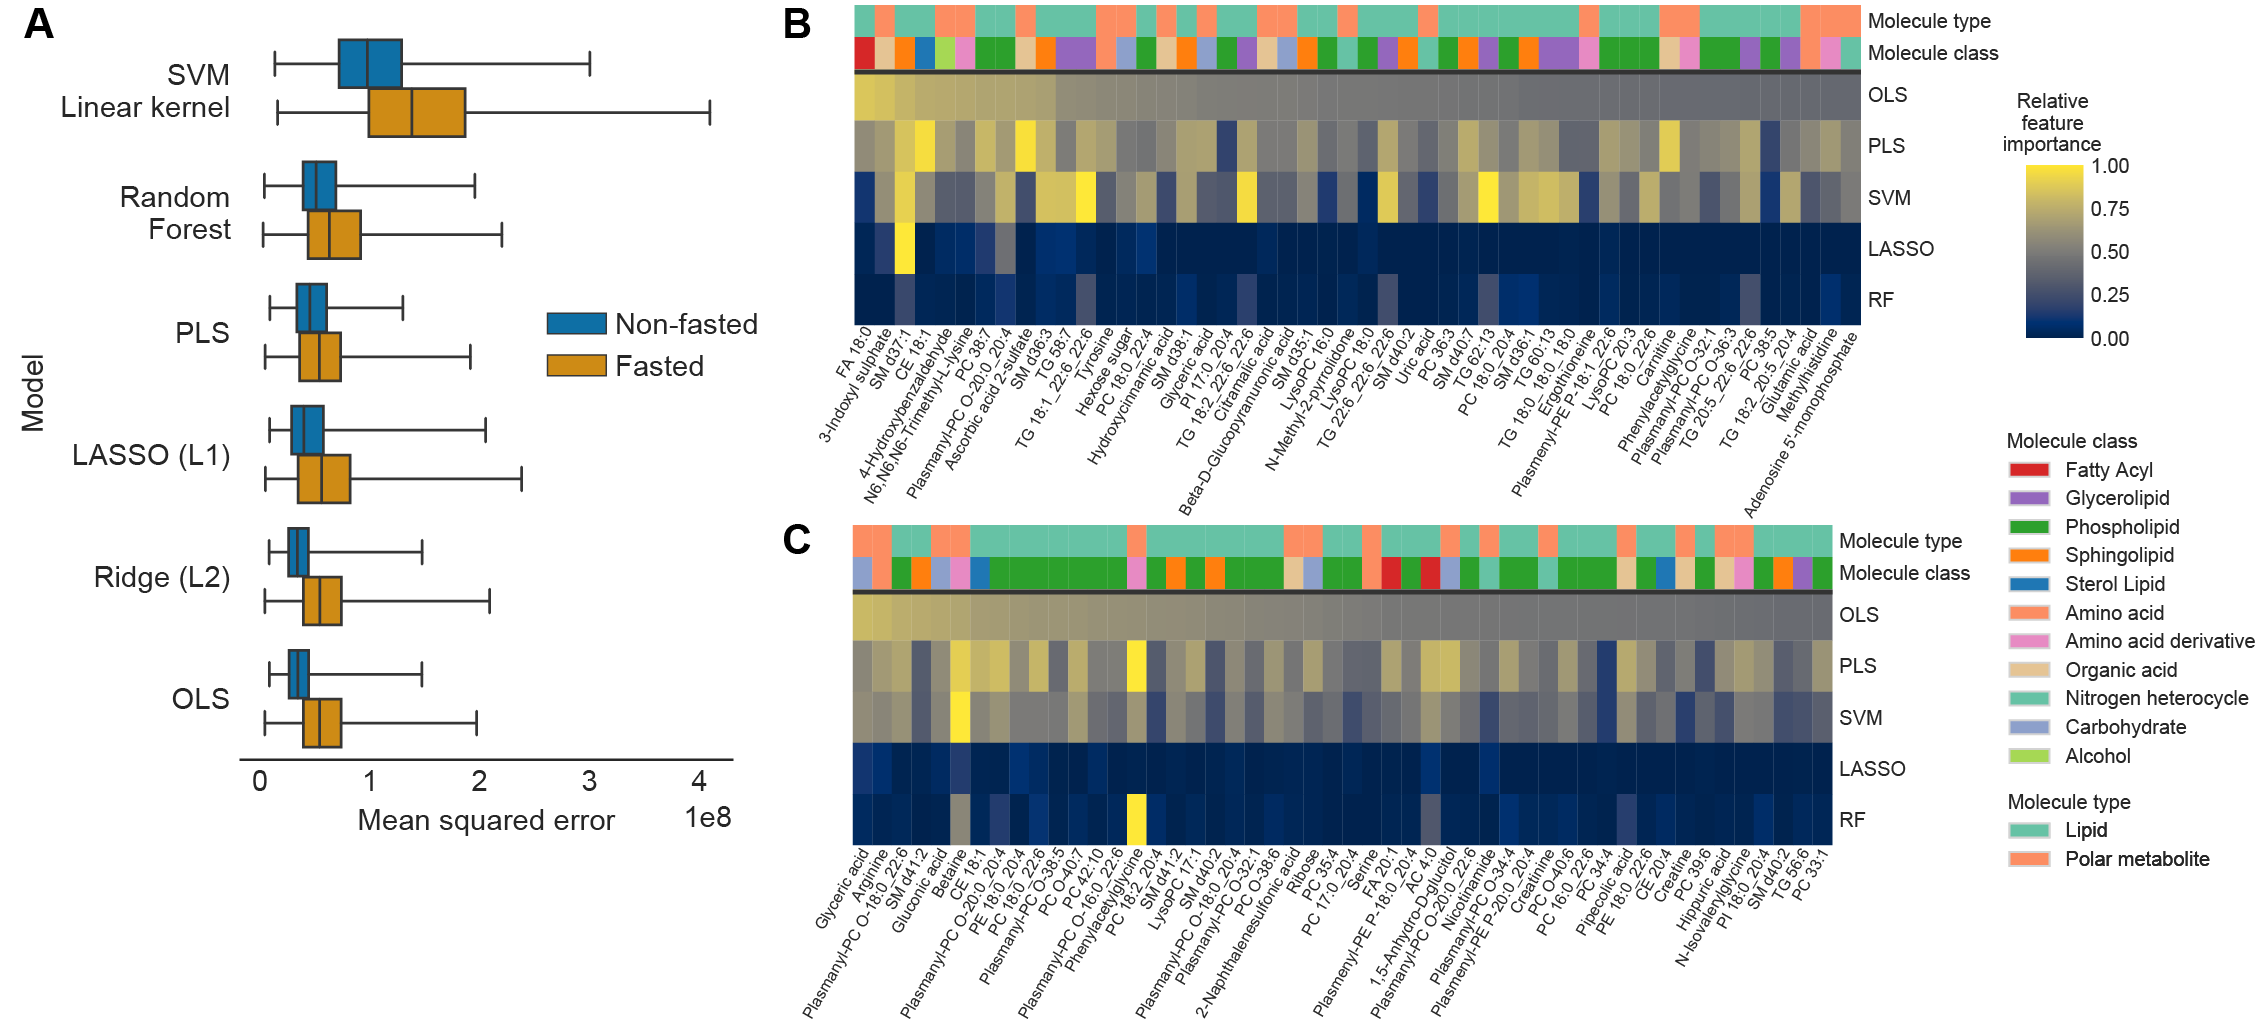 A
SVM
Linear kernel
Random
Forest
PLS
LASSO (L1)
Ridge (L2)
OLS
Model
Non-fasted
Fasted
0 1 2 3 4
Mean squared error
1e8
B
Molecule type
Molecule class
OLS
PLS
SVM
LASSO
RF
FA 18:0
3-Indoxyl sulphate
SM d37:1
CE 18:1
4-Hydroxybenzaldehyde
N6,N6,N6-Trimethyl-L-lysine
PC 38:7
Plasmanyl-PC O-20:0_20:4
Ascorbic acid 2-sulfate
SM d36:3
TG 58:7
TG 18:1_22:6_22:6
Tyrosine
Hexose sugar
PC 18:0_22:4
Hydroxycinnamic acid
SM d38:1
Glyceric acid
PI 17:0_20:4
TG 18:2_22:6_22:6
Citramalic acid
Beta-D-Glucopyranuronic acid
SM d35:1
LysoPC 16:0
N-Methyl-2-pyrrolidone
LysoPC 18:0
TG 22:6_22:6_22:6
SM d40:2
Uric acid
PC 36:3
SM d40:7
TG 62:13
PC 18:0_20:4
SM d36:1
TG 60:13
TG 18:0_18:0_18:0
Ergothioneine
Plasmenyl-PE P-18:1_22:6
LysoPC 20:3
PC 18:0_22:6
Carnitine
Phenylacetylglycine
Plasmanyl-PC O-32:1
Plasmanyl-PC O-36:3
TG 20:5_22:6_22:6
PC 38:5
TG 18:2_20:5_20:4
Glutamic acid
Methylhistidine
Adenosine 5'-monophosphate
C
Molecule type
Molecule class
OLS
PLS
SVM
LASSO
RF
Glyceric acid
Arginine
Plasmanyl-PC O-18:0_22:6
SM d41:2
Gluconic acid
Betaine
CE 18:1
Plasmanyl-PC O-20:0_20:4
PE 18:0_20:4
PC 18:0_22:6
Plasmanyl-PC O-38:5
PC O-40:7
PC 42:10
Plasmanyl-PC O-16:0_22:6
Phenylacetylglycine
PC 18:2_20:4
SM d41:2
LysoPC 17:1
SM d40:2
Plasmanyl-PC O-18:0_20:4
Plasmanyl-PC O-32:1
PC O-38:6
2-Naphthalenesulfonic acid
Ribose
PC 35:4
PC 17:0_20:4
Serine
FA 20:1
Plasmenyl-PE P-18:0_20:4
AC 4:0
1,5-Anhydro-D-glucitol
Plasmanyl-PC O-20:0_22:6
Nicotinamide
Plasmanyl-PC O-34:4
Plasmenyl-PE P-20:0_20:4
Creatinine
PC O-40:6
PC 16:0_22:6
PC 34:4
Pipecolic acid
PE 18:0_22:6
CE 20:4
Creatine
PC 39:6
Hippuric acid
N-Isovalerylglycine
PI 18:0_20:4
SM d40:2
TG 56:6
PC 33:1
Relative
feature
importance
1.00
0.75
0.50
0.25
0.00
Molecule class
Fatty Acyl
Glycerolipid
Phospholipid
Sphingolipid
Sterol Lipid
Amino acid
Amino acid derivative
Organic acid
Nitrogen heterocycle
Carbohydrate
Alcohol
Molecule type
Lipid
Polar metabolite